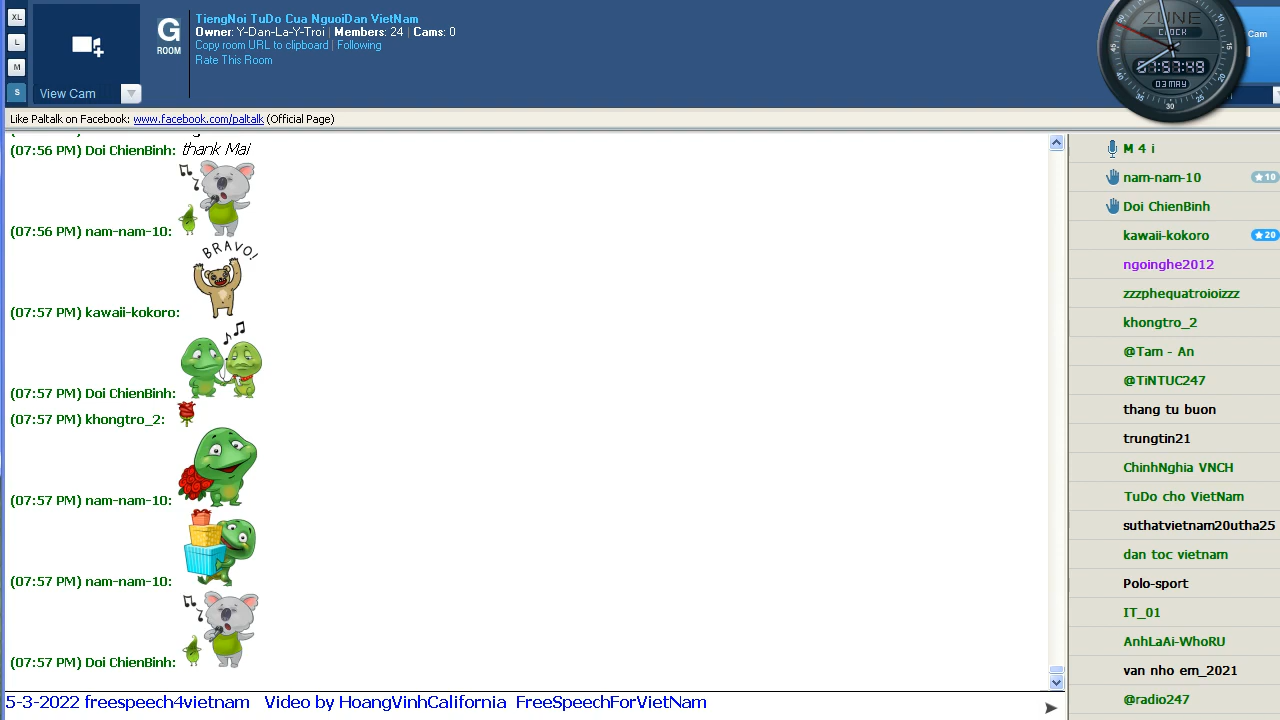 XL
L
M
S
View Cam
G
ROOM
TiengNoi TuDo Cua NguoiDan VietNam
Owner: Y-Dan-La-Y-Troi | Members: 24 | Cams: 0
Copy room URL to clipboard | Following
Rate This Room
ZUNE
CLOCK
07:57:49
03 MAY
Cam
Like Paltalk on Facebook: www.facebook.com/paltalk (Official Page)
(07:56 PM) Doi ChienBinh: thank Mai
(07:56 PM) nam-nam-10:
BRAVO!
(07:57 PM) kawaii-kokoro:
(07:57 PM) Doi ChienBinh:
(07:57 PM) khongtro_2:
(07:57 PM) nam-nam-10:
(07:57 PM) nam-nam-10:
(07:57 PM) Doi ChienBinh:
5-3-2022 freespeech4vietnam Video by HoangVinhCalifornia FreeSpeechForVietNam
M 4 i
nam-nam-10 10
Doi ChienBinh
kawaii-kokoro 20
ngoinghe2012
zzzphequatroioizzz
khongtro_2
@Tam - An
@TiNTUC247
thang tu buon
trungtin21
ChinhNghia VNCH
TuDo cho VietNam
suthatvietnam20utha25
dan toc vietnam
Polo-sport
IT_01
AnhLaAi-WhoRU
van nho em_2021
@radio247